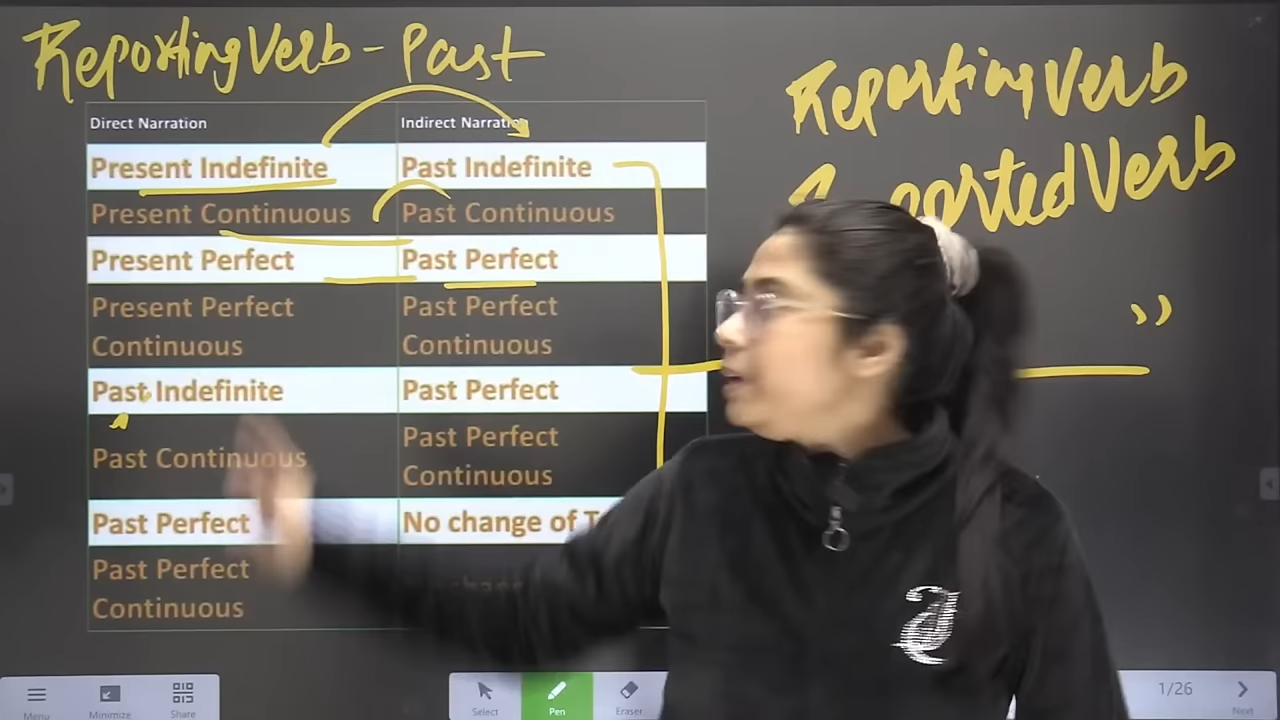 Reporting Verb - Past
Reporting Verb
Verb
Direct Narration Indirect Narration
Present Indefinite Past Indefinite
Present Continuous Past Continuous
Present Perfect Past Perfect
Present Perfect Continuous Past Perfect Continuous
Past Indefinite Past Perfect
Past Continuous Past Perfect Continuous
Past Perfect No change of
Past Perfect Continuous
Menu Minimize Share Select Pen Eraser 1/26 Next